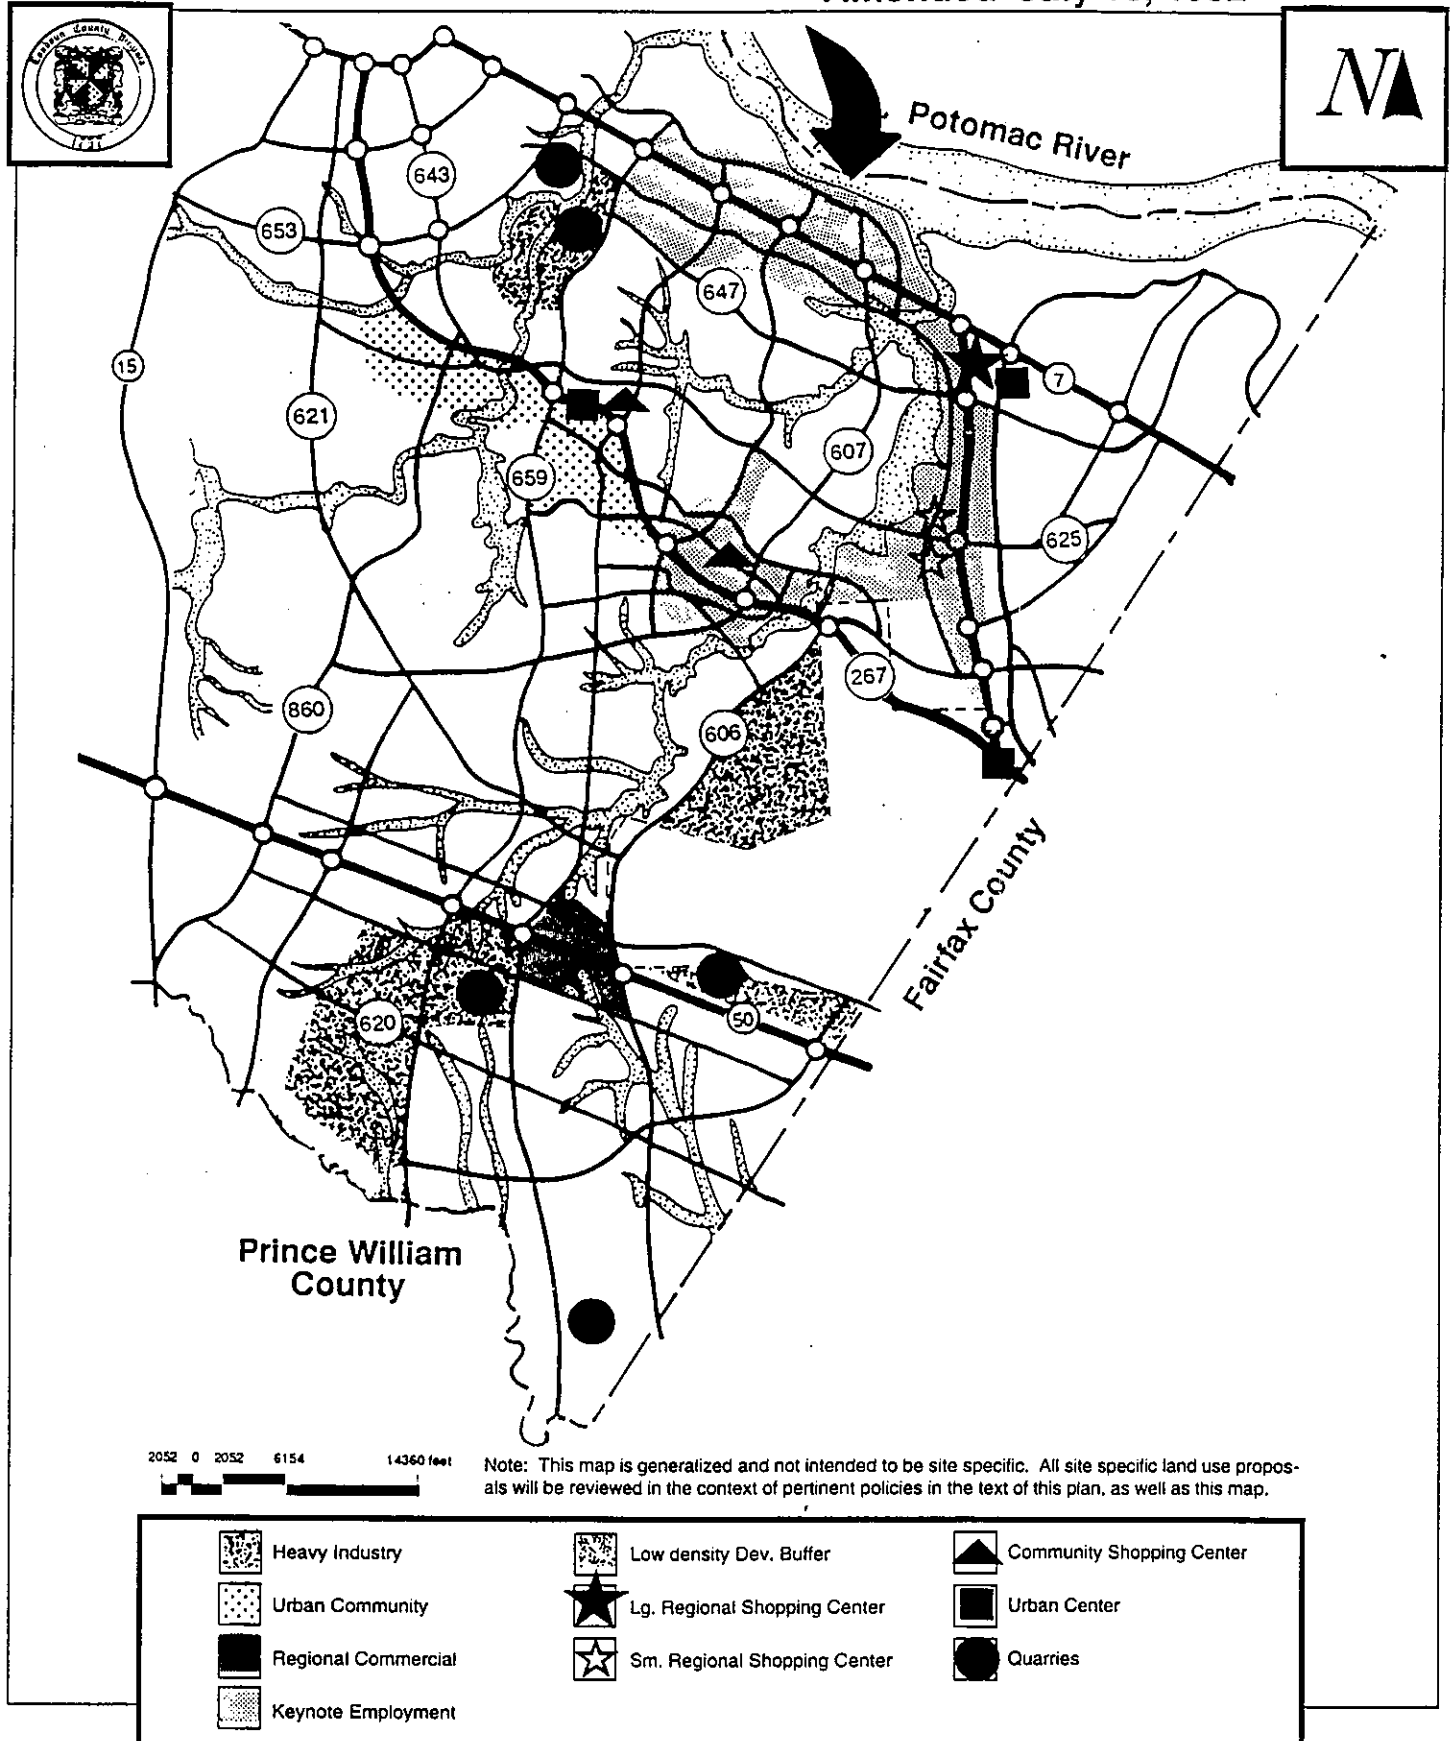 Loudoun County Virginia
N
Potomac River
643
653
647
15
7
621
607
659
625
267
860
606
Fairfax County
620
50
Prince William
County
2052 0 2052 6154 14360 feet
Note: This map is generalized and not intended to be site specific. All site specific land use propos-
als will be reviewed in the context of pertinent policies in the text of this plan, as well as this map.
Heavy Industry
Low density Dev. Buffer
Community Shopping Center
Urban Community
Lg. Regional Shopping Center
Urban Center
Regional Commercial
Sm. Regional Shopping Center
Quarries
Keynote Employment